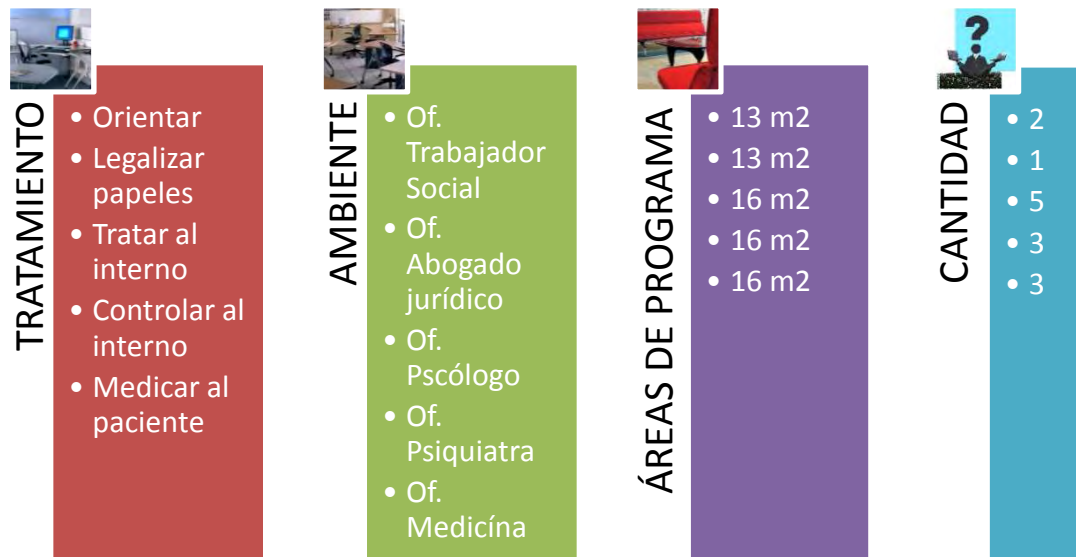 TRATAMIENTO
• Orientar
• Legalizar
papeles
• Tratar al
interno
• Controlar al
interno
• Medicar al
paciente
AMBIENTE
• Of.
Trabajador
Social
• Of.
Abogado
jurídico
• Of.
Pscólogo
• Of.
Psiquiatra
• Of.
Medicína
ÁREAS DE PROGRAMA
• 13 m2
• 13 m2
• 16 m2
• 16 m2
• 16 m2
?
CANTIDAD
• 2
• 1
• 5
• 3
• 3